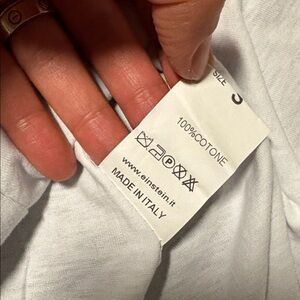 SIZE
100%COTONE
P
www.einstein.it
MADE IN ITALY